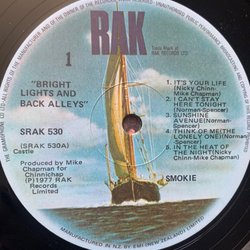 RAK
Trade Mark of
RAK RECORDS LTD
1
"BRIGHT
LIGHTS AND
BACK ALLEYS"
SRAK 530
(SRAK 530A)
Castle
Produced by Mike
Chapman for
Chinnichap
(P)1977 RAK
Records
Limited
1. IT'S YOUR LIFE
(Nicky Chinn-
Mike Chapman)
2. I CAN'T STAY
HERE TONIGHT
(Norman-Spencer)
3. SUNSHINE
AVENUE(Norman-
Spencer)
4. THINK OF ME(THE
LONELY ONE)
(Norman-Spencer)
5. IN THE HEAT OF
THE NIGHT(Nicky
Chinn-Mike Chapman)
SMOKIE
MANUFACTURED IN N.Z. BY EMI (NEW ZEALAND) LIMITED